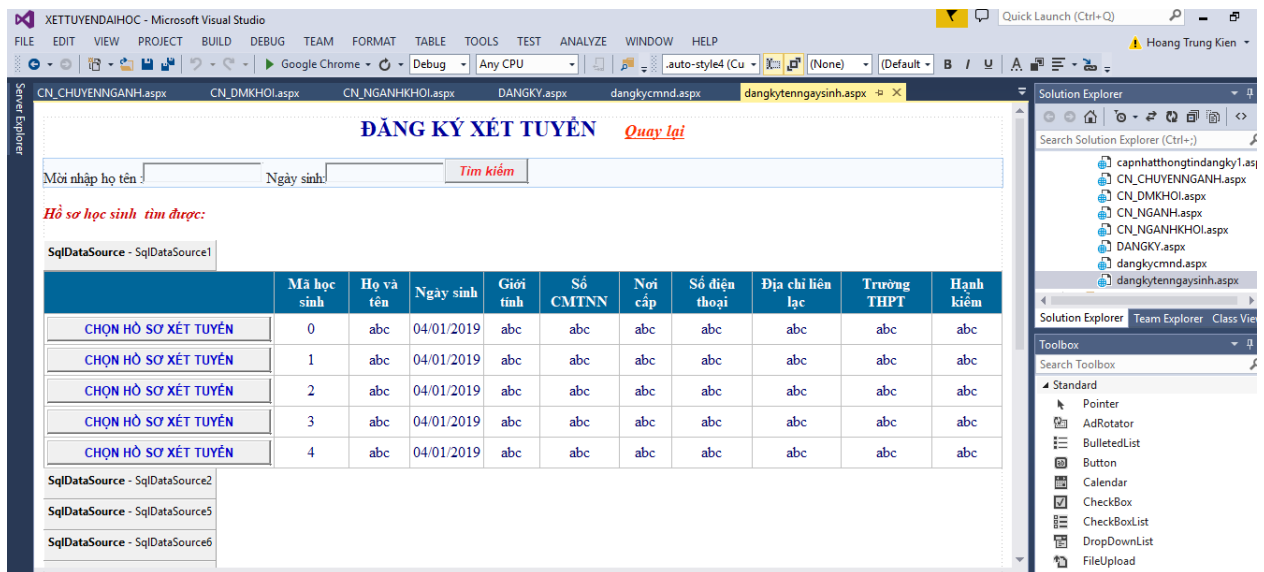 XETTUYENDAIHOC - Microsoft Visual Studio
Quick Launch (Ctrl+Q)
FILE EDIT VIEW PROJECT BUILD DEBUG TEAM FORMAT TABLE TOOLS TEST ANALYZE WINDOW HELP
Hoang Trung Kien
Google Chrome Debug Any CPU .auto-style4 (Cu (None) (Default B I U A
Server Explorer
CN_CHUYENNGANH.aspx CN_DMKHOI.aspx CN_NGANHKHOI.aspx DANGKY.aspx dangkycmnd.aspx dangkytenngaysinh.aspx
ĐĂNG KÝ XÉT TUYỂN Quay lại
Mời nhập họ tên : Ngày sinh: Tìm kiếm
Hồ sơ học sinh tìm được:
SqlDataSource - SqlDataSource1
Mã học sinh Họ và tên Ngày sinh Giới tính Số CMTNN Nơi cấp Số điện thoại Địa chỉ liên lạc Trường THPT Hạnh kiểm
CHỌN HỒ SƠ XÉT TUYỂN 0 abc 04/01/2019 abc abc abc abc abc abc abc
CHỌN HỒ SƠ XÉT TUYỂN 1 abc 04/01/2019 abc abc abc abc abc abc abc
CHỌN HỒ SƠ XÉT TUYỂN 2 abc 04/01/2019 abc abc abc abc abc abc abc
CHỌN HỒ SƠ XÉT TUYỂN 3 abc 04/01/2019 abc abc abc abc abc abc abc
CHỌN HỒ SƠ XÉT TUYỂN 4 abc 04/01/2019 abc abc abc abc abc abc abc
SqlDataSource - SqlDataSource2
SqlDataSource - SqlDataSource5
SqlDataSource - SqlDataSource6
Solution Explorer
Search Solution Explorer (Ctrl+;)
capnhatthongtindangky1.as
CN_CHUYENNGANH.aspx
CN_DMKHOI.aspx
CN_NGANH.aspx
CN_NGANHKHOI.aspx
DANGKY.aspx
dangkycmnd.aspx
dangkytenngaysinh.aspx
Solution Explorer Team Explorer Class Vie
Toolbox
Search Toolbox
Standard
Pointer
AdRotator
BulletedList
Button
Calendar
CheckBox
CheckBoxList
DropDownList
FileUpload